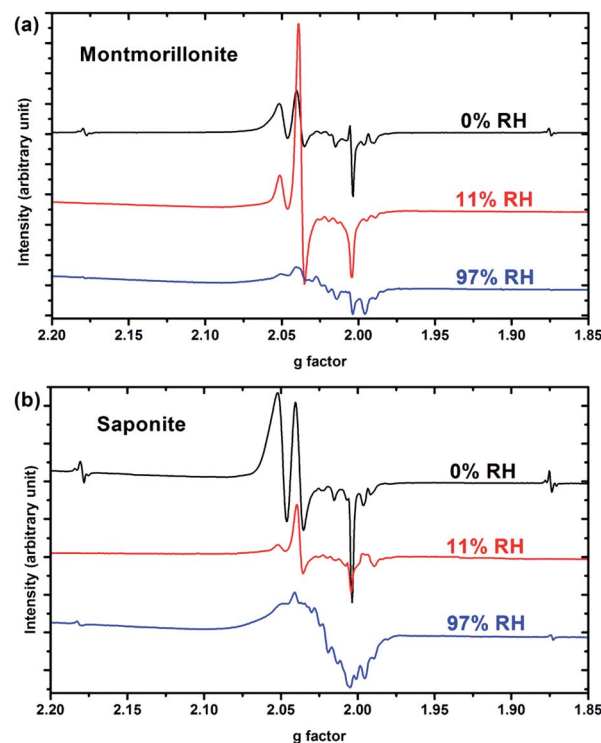 (a)
Montmorillonite
0% RH
11% RH
97% RH
Intensity (arbitrary unit)
2.20 2.15 2.10 2.05 2.00 1.95 1.90 1.85
g factor
(b)
Saponite
0% RH
11% RH
97% RH
Intensity (arbitrary unit)
2.20 2.15 2.10 2.05 2.00 1.95 1.90 1.85
g factor